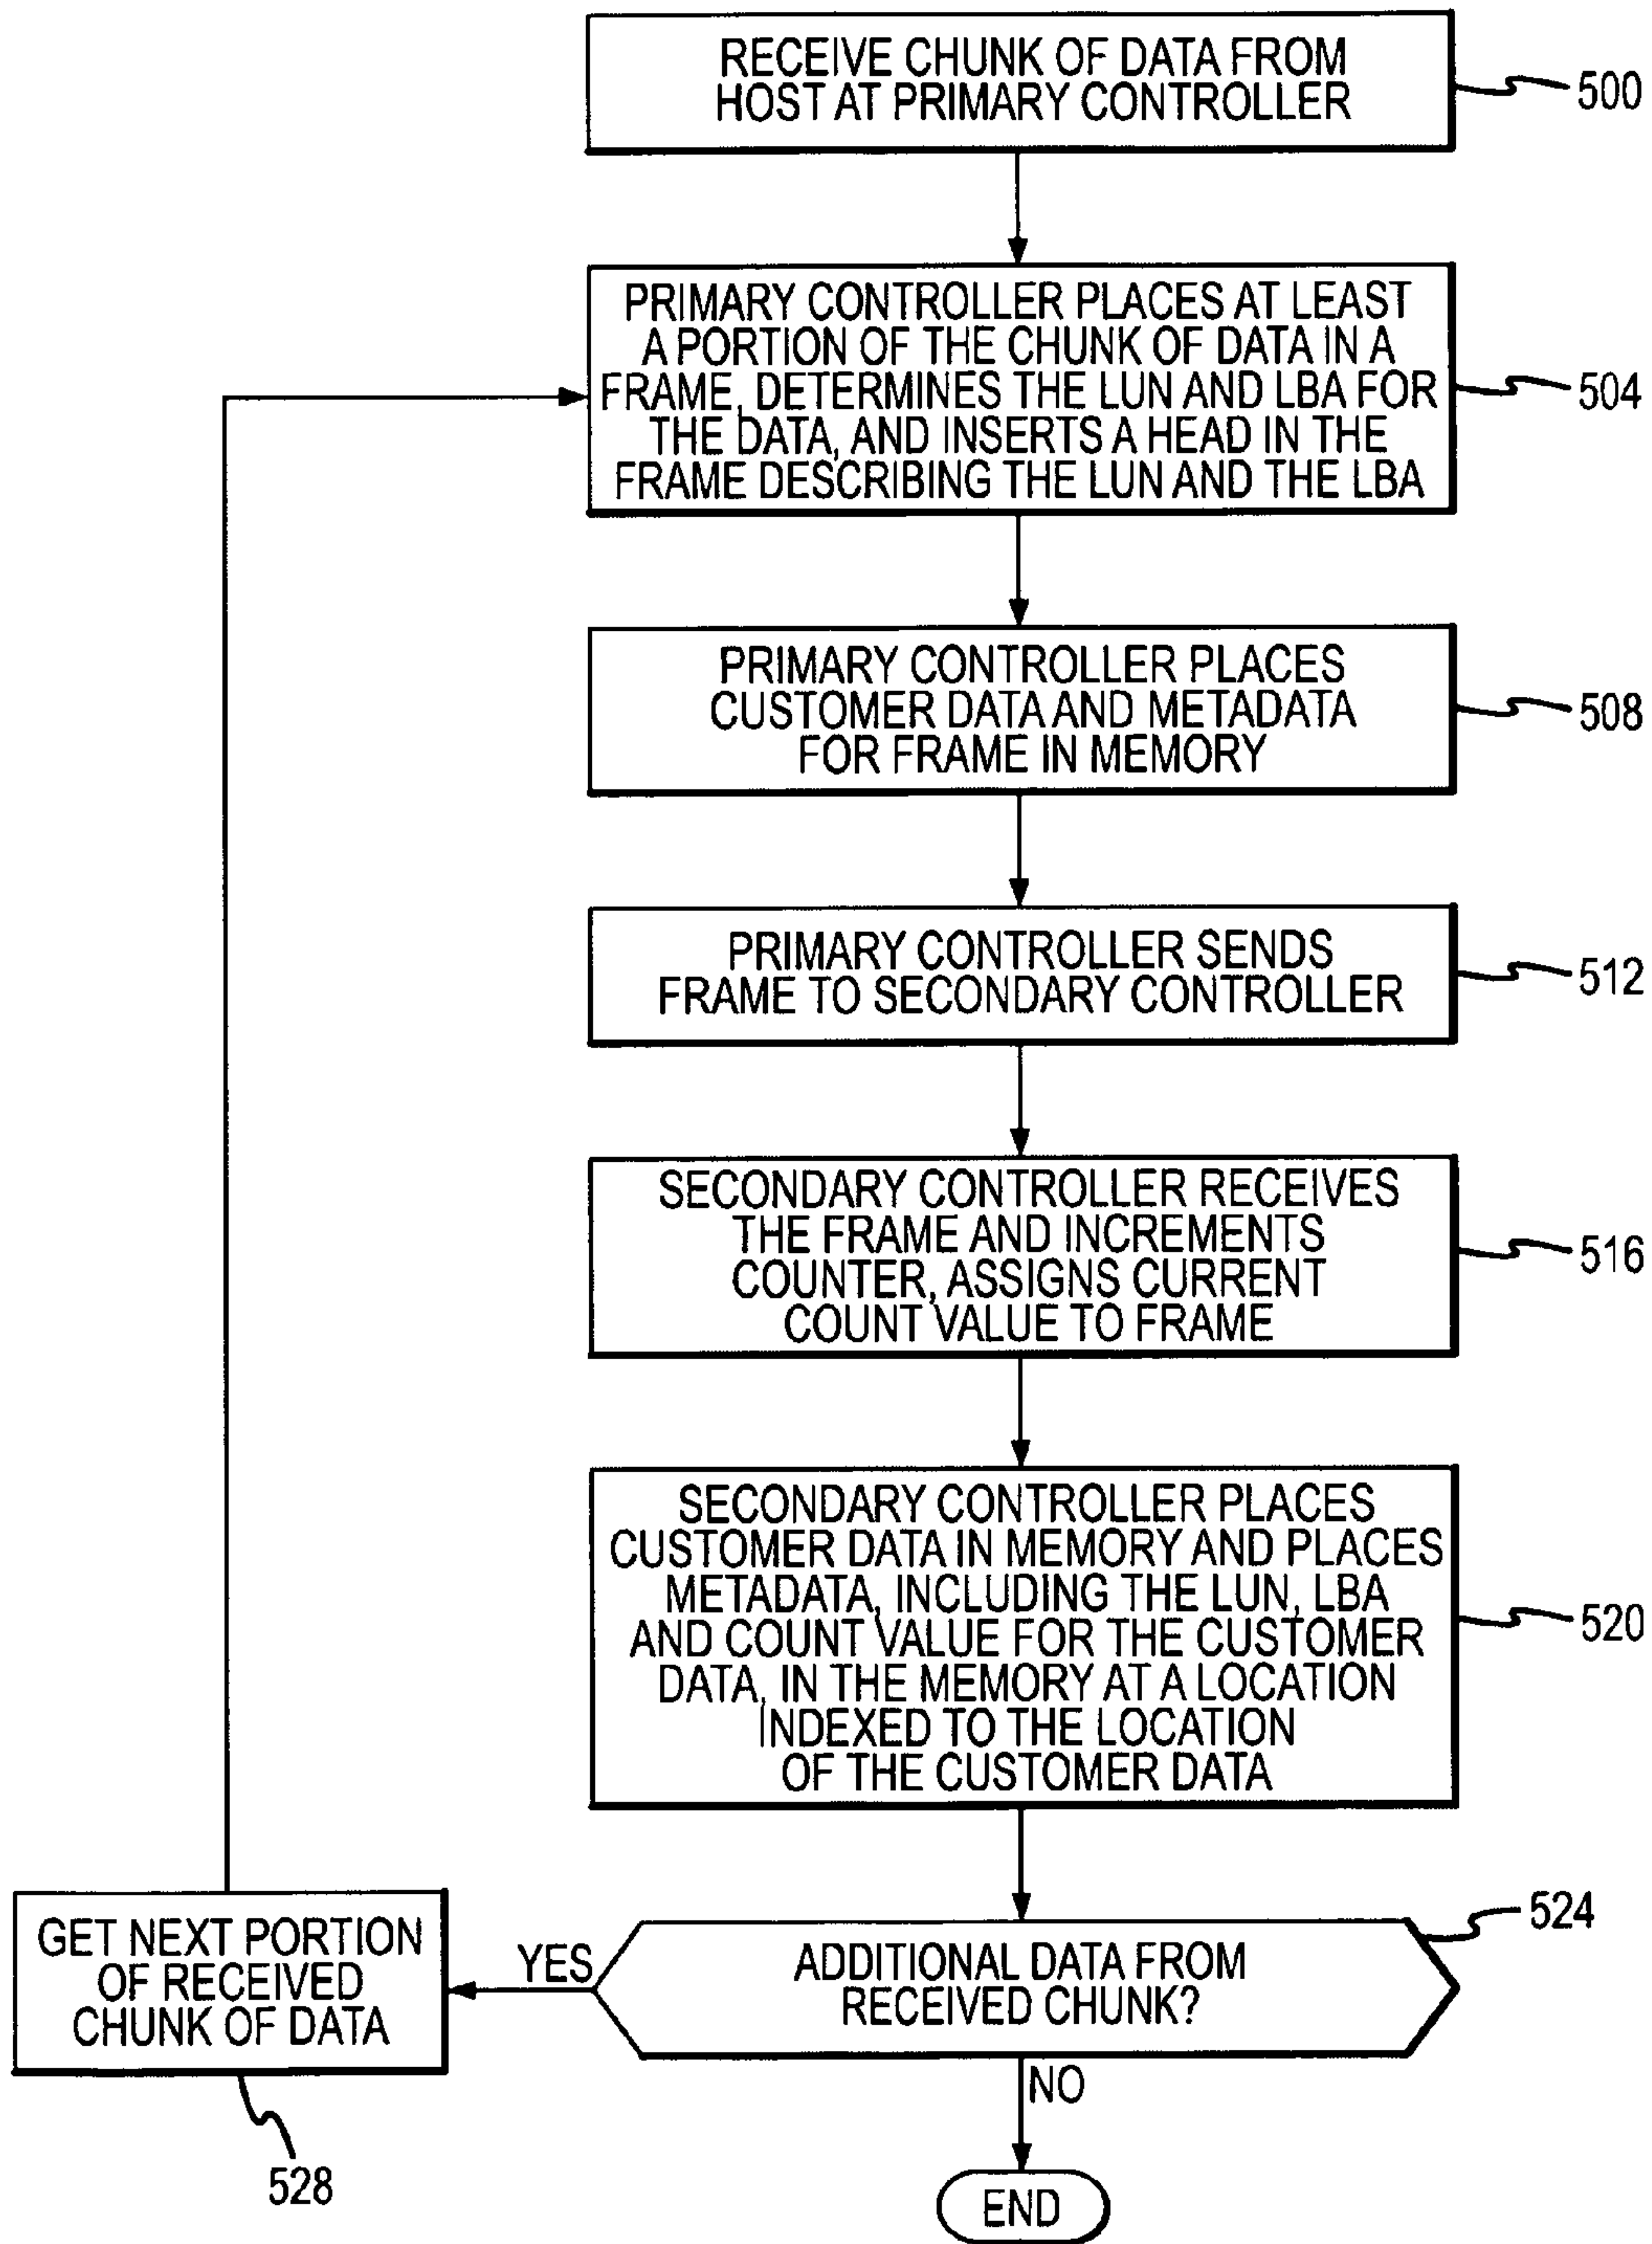 RECEIVE CHUNK OF DATA FROM
HOST AT PRIMARY CONTROLLER
500
PRIMARY CONTROLLER PLACES AT LEAST
A PORTION OF THE CHUNK OF DATA IN A
FRAME, DETERMINES THE LUN AND LBA FOR
THE DATA, AND INSERTS A HEAD IN THE
FRAME DESCRIBING THE LUN AND THE LBA
504
PRIMARY CONTROLLER PLACES
CUSTOMER DATA AND METADATA
FOR FRAME IN MEMORY
508
PRIMARY CONTROLLER SENDS
FRAME TO SECONDARY CONTROLLER
512
SECONDARY CONTROLLER RECEIVES
THE FRAME AND INCREMENTS
COUNTER, ASSIGNS CURRENT
COUNT VALUE TO FRAME
516
SECONDARY CONTROLLER PLACES
CUSTOMER DATA IN MEMORY AND PLACES
METADATA, INCLUDING THE LUN, LBA
AND COUNT VALUE FOR THE CUSTOMER
DATA, IN THE MEMORY AT A LOCATION
INDEXED TO THE LOCATION
OF THE CUSTOMER DATA
520
ADDITIONAL DATA FROM
RECEIVED CHUNK?
524
YES
GET NEXT PORTION
OF RECEIVED
CHUNK OF DATA
528
NO
END